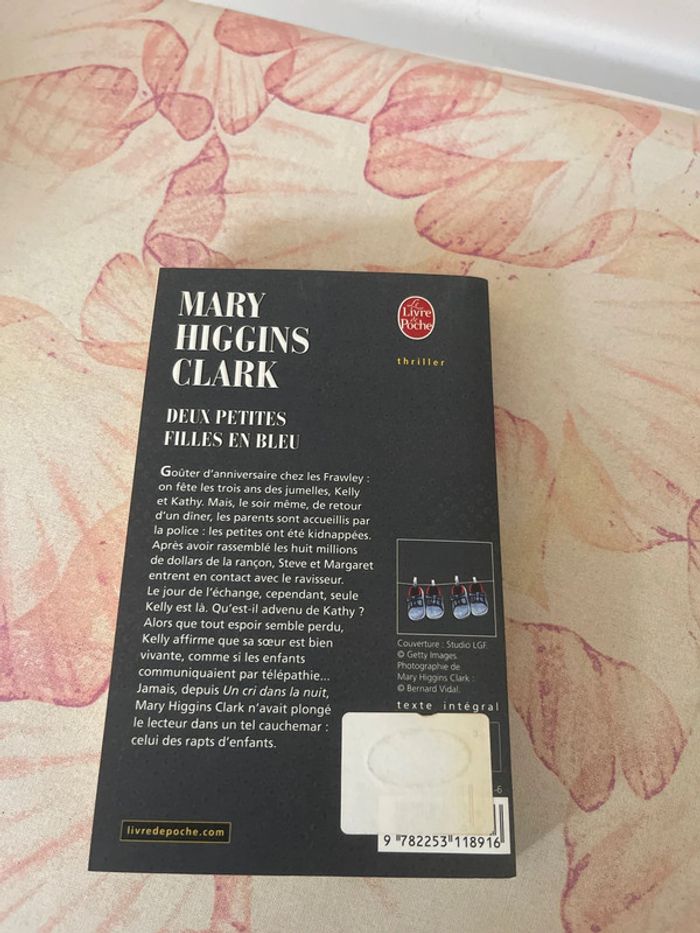 MARY
HIGGINS
CLARK
Le
Livre
de
Poche
thriller
DEUX PETITES
FILLES EN BLEU
Goûter d'anniversaire chez les Frawley :
on fête les trois ans des jumelles, Kelly
et Kathy. Mais, le soir même, de retour
d'un dîner, les parents sont accueillis par
la police : les petites ont été kidnappées.
Après avoir rassemblé les huit millions
de dollars de la rançon, Steve et Margaret
entrent en contact avec le ravisseur.
Le jour de l'échange, cependant, seule
Kelly est là. Qu'est-il advenu de Kathy ?
Alors que tout espoir semble perdu,
Kelly affirme que sa sœur est bien
vivante, comme si les enfants
communiquaient par télépathie...
Jamais, depuis Un cri dans la nuit,
Mary Higgins Clark n'avait plongé
le lecteur dans un tel cauchemar :
celui des rapts d'enfants.
Couverture : Studio LGF.
© Getty Images.
Photographie de
Mary Higgins Clark :
© Bernard Vidal.
texte intégral
-6
livredepoche.com
9 782253 118916